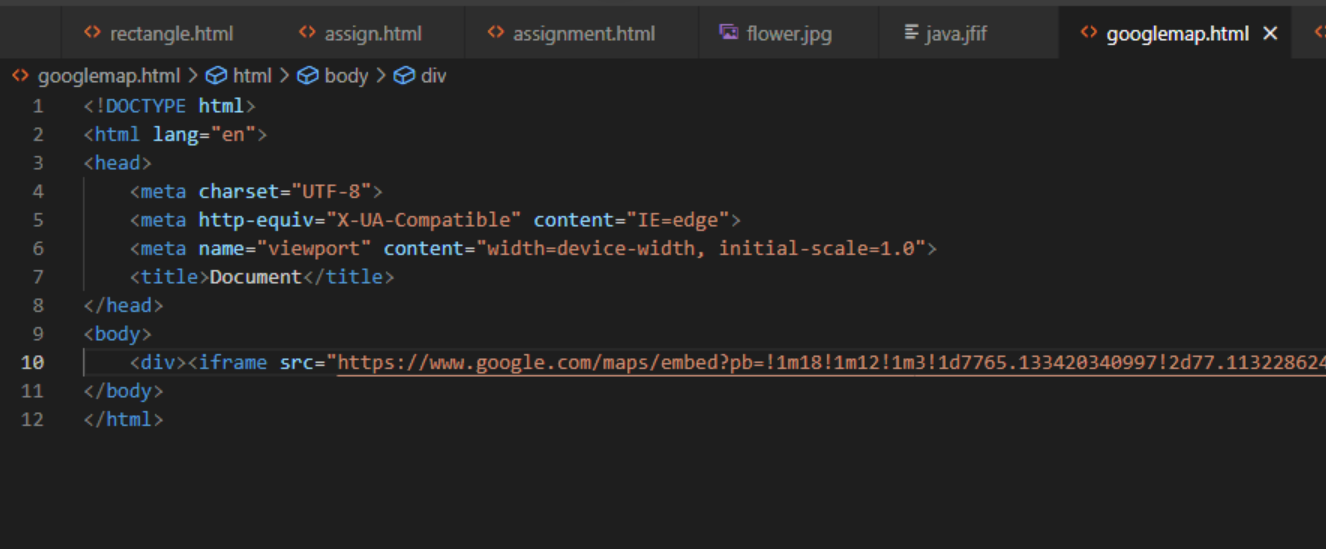 rectangle.html assign.html assignment.html flower.jpg java.jfif googlemap.html
googlemap.html > html > body > div
1 <!DOCTYPE html>
2 <html lang="en">
3 <head>
4 <meta charset="UTF-8">
5 <meta http-equiv="X-UA-Compatible" content="IE=edge">
6 <meta name="viewport" content="width=device-width, initial-scale=1.0">
7 <title>Document</title>
8 </head>
9 <body>
10 <div><iframe src="https://www.google.com/maps/embed?pb=!1m18!1m12!1m3!1d7765.133420340997!2d77.113228624
11 </body>
12 </html>